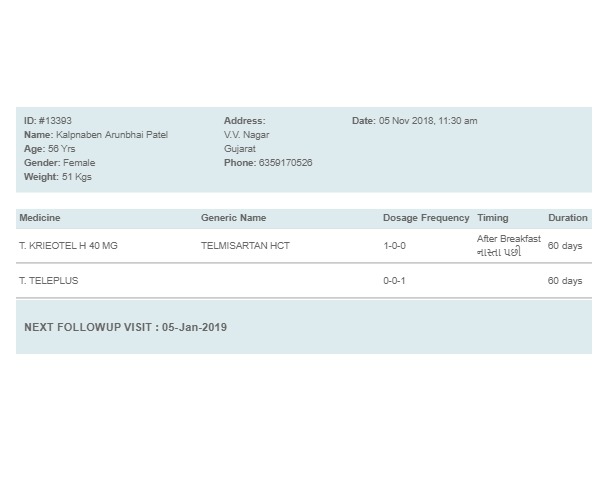 ID: #13393
Name: Kalpnaben Arunbhai Patel
Age: 56 Yrs
Gender: Female
Weight: 51 Kgs
Address:
V.V. Nagar
Gujarat
Phone: 6359170526
Date: 05 Nov 2018, 11:30 am
Medicine Generic Name Dosage Frequency Timing Duration
T. KRIEOTEL H 40 MG TELMISARTAN HCT 1-0-0 After Breakfast 60 days
નાસ્તા પછી
T. TELEPLUS 0-0-1 60 days
NEXT FOLLOWUP VISIT : 05-Jan-2019